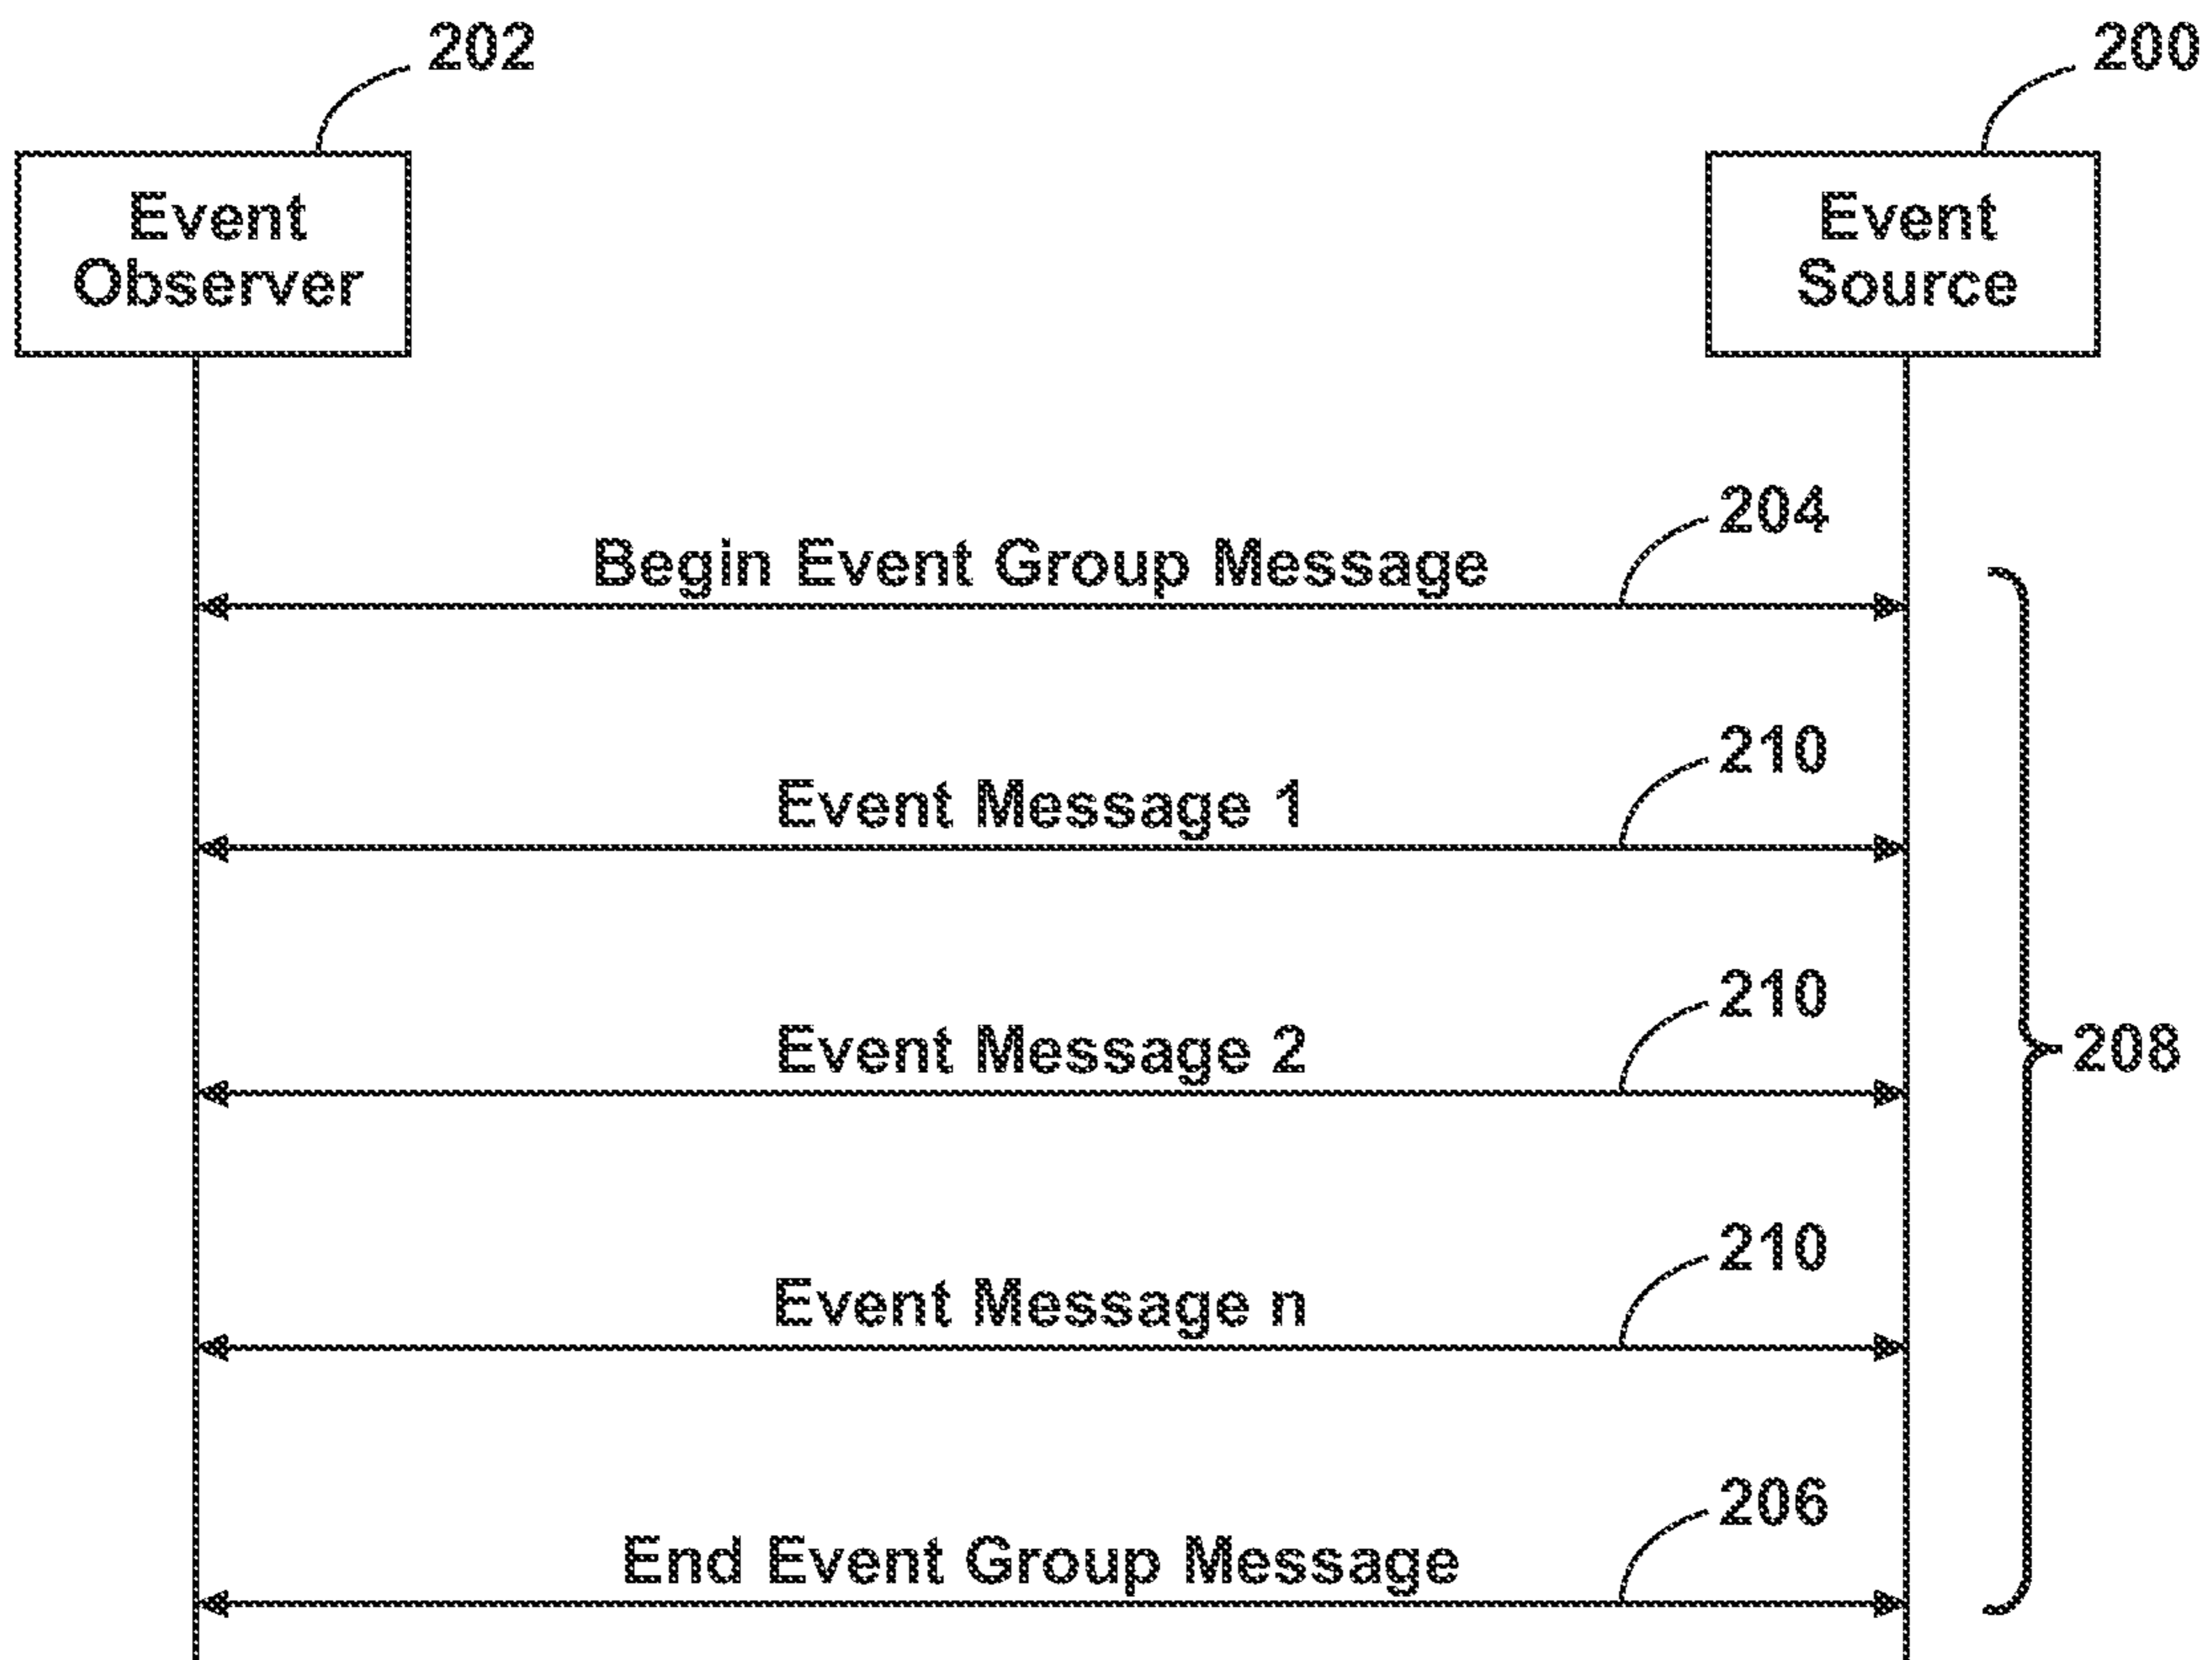 202
200
Event
Observer
Event
Source
204
Begin Event Group Message
210
Event Message 1
210
Event Message 2
208
210
Event Message n
206
End Event Group Message